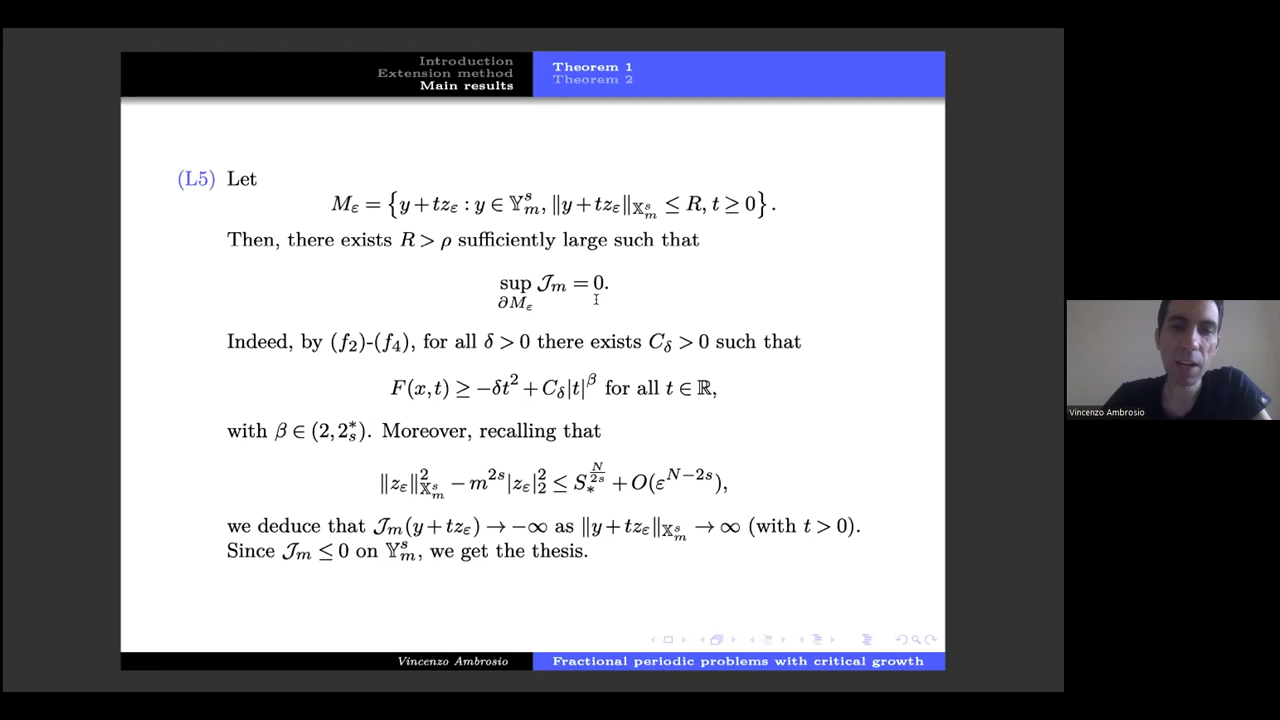 Introduction
Extension method
Main results
Theorem 1
Theorem 2
(L5) Let
M_ε = {y + tz_ε : y ∈ 𝕐^s_m, ‖y + tz_ε‖_{𝕏^s_m} ≤ R, t ≥ 0}.
Then, there exists R > ρ sufficiently large such that
sup_{∂M_ε} 𝒥_m = 0.
Indeed, by (f_2)-(f_4), for all δ > 0 there exists C_δ > 0 such that
F(x, t) ≥ −δt^2 + C_δ|t|^β for all t ∈ ℝ,
with β ∈ (2, 2^*_s). Moreover, recalling that
‖z_ε‖^2_{𝕏^s_m} − m^{2s}|z_ε|^2_2 ≤ S_*^{N/2s} + O(ε^{N−2s}),
we deduce that 𝒥_m(y + tz_ε) → −∞ as ‖y + tz_ε‖_{𝕏^s_m} → ∞ (with t > 0).
Since 𝒥_m ≤ 0 on 𝕐^s_m, we get the thesis.
Vincenzo Ambrosio
Fractional periodic problems with critical growth
Vincenzo Ambrosio